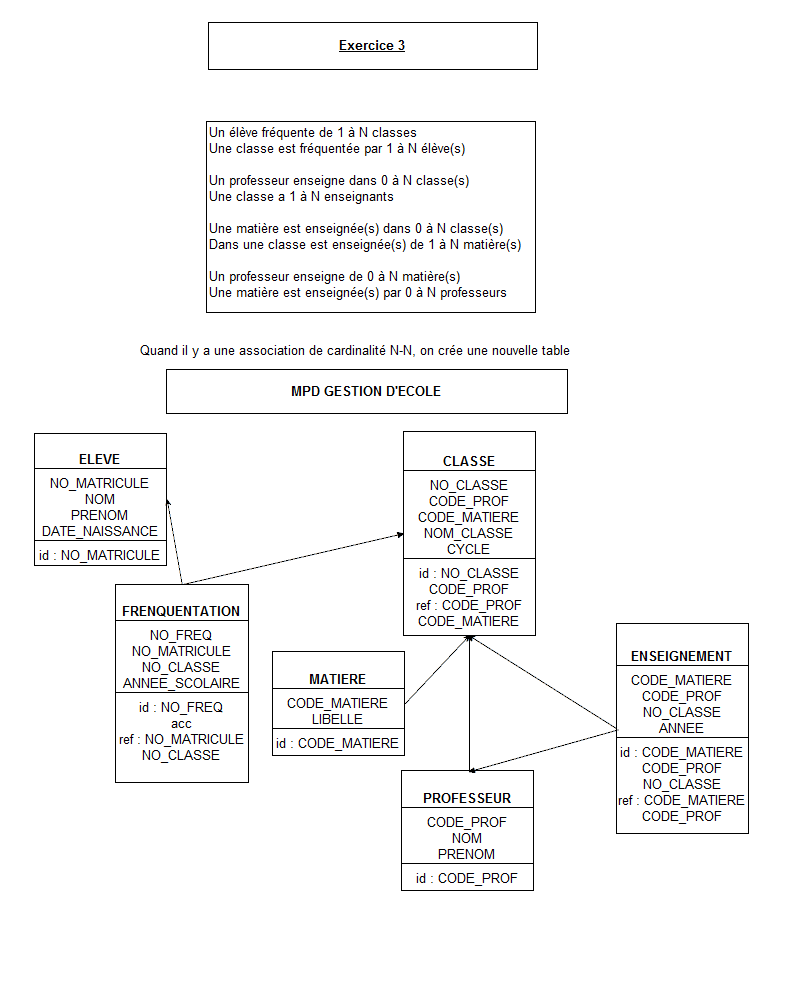 Exercice 3
Un élève fréquente de 1 à N classes
Une classe est fréquentée par 1 à N élève(s)
Un professeur enseigne dans 0 à N classe(s)
Une classe a 1 à N enseignants
Une matière est enseignée(s) dans 0 à N classe(s)
Dans une classe est enseignée(s) de 1 à N matière(s)
Un professeur enseigne de 0 à N matière(s)
Une matière est enseignée(s) par 0 à N professeurs
Quand il y a une association de cardinalité N-N, on crée une nouvelle table
MPD GESTION D'ECOLE
ELEVE
NO_MATRICULE
NOM
PRENOM
DATE_NAISSANCE
id : NO_MATRICULE
CLASSE
NO_CLASSE
CODE_PROF
CODE_MATIERE
NOM_CLASSE
CYCLE
id : NO_CLASSE
CODE_PROF
ref : CODE_PROF
CODE_MATIERE
FRENQUENTATION
NO_FREQ
NO_MATRICULE
NO_CLASSE
ANNEE_SCOLAIRE
id : NO_FREQ
acc
ref : NO_MATRICULE
NO_CLASSE
MATIERE
CODE_MATIERE
LIBELLE
id : CODE_MATIERE
ENSEIGNEMENT
CODE_MATIERE
CODE_PROF
NO_CLASSE
ANNEE
id : CODE_MATIERE
CODE_PROF
NO_CLASSE
ref : CODE_MATIERE
CODE_PROF
PROFESSEUR
CODE_PROF
NOM
PRENOM
id : CODE_PROF